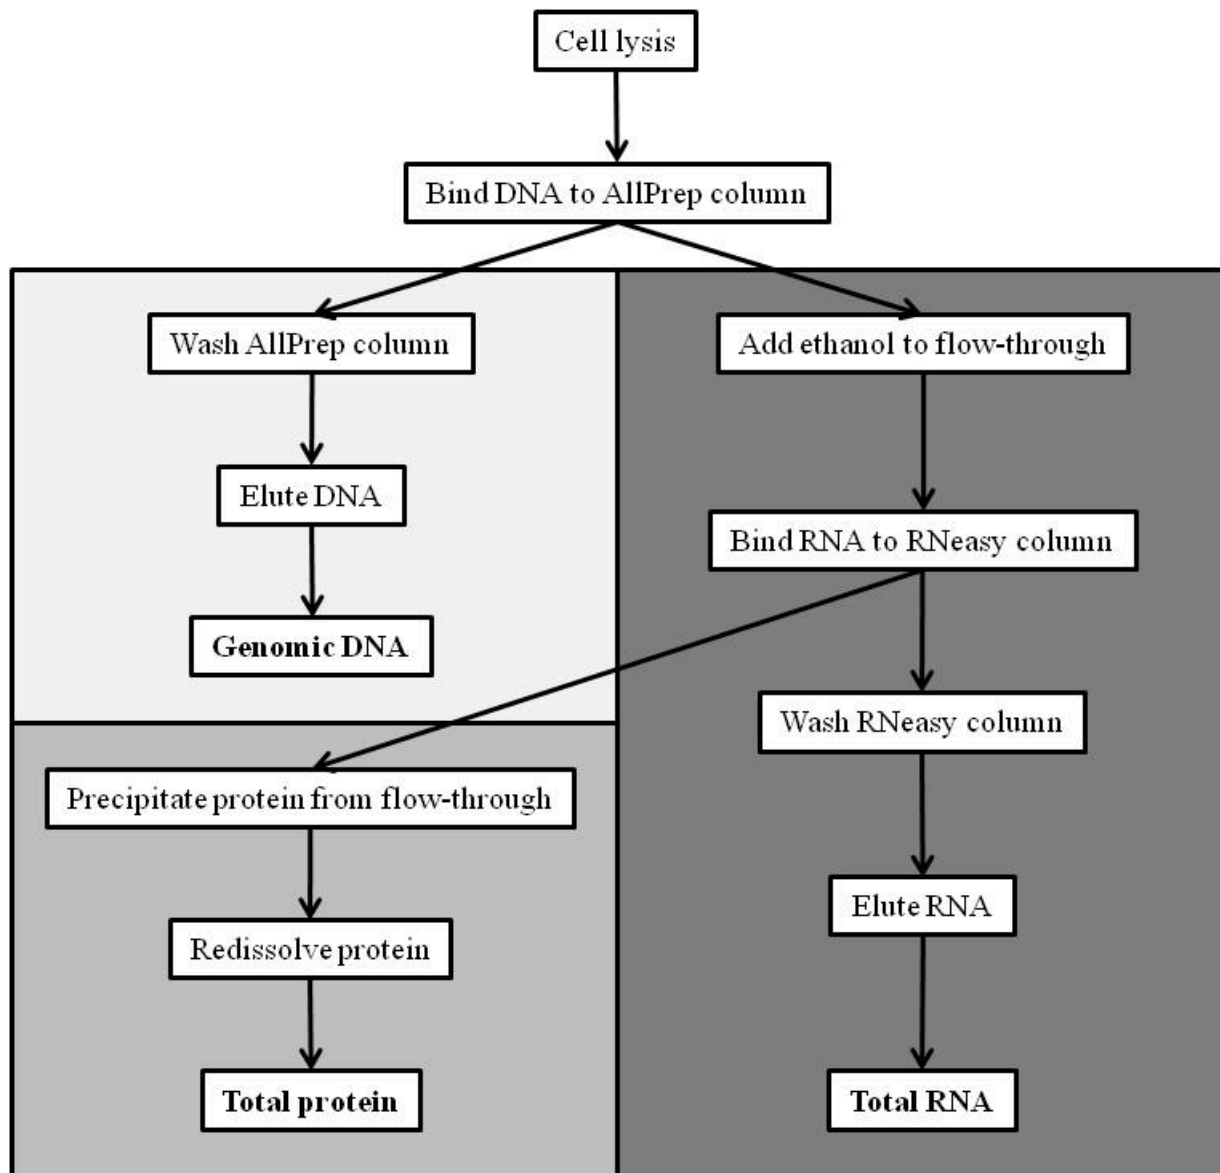 Cell lysis
Bind DNA to AllPrep column
Wash AllPrep column
Add ethanol to flow-through
Elute DNA
Bind RNA to RNeasy column
Genomic DNA
Wash RNeasy column
Precipitate protein from flow-through
Elute RNA
Redissolve protein
Total protein
Total RNA